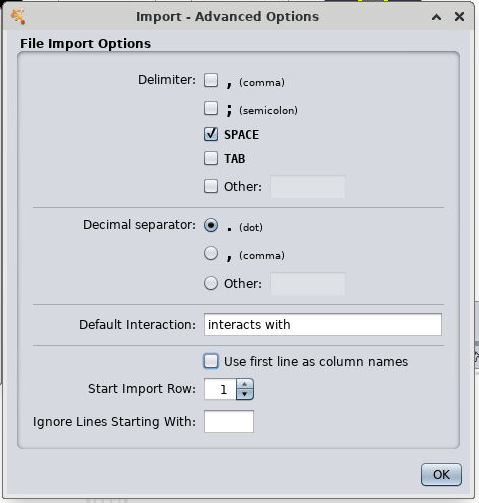 Import - Advanced Options
File Import Options
Delimiter: , (comma)
; (semicolon)
SPACE
TAB
Other:
Decimal separator: . (dot)
, (comma)
Other:
Default Interaction: interacts with
Use first line as column names
Start Import Row: 1
Ignore Lines Starting With:
OK